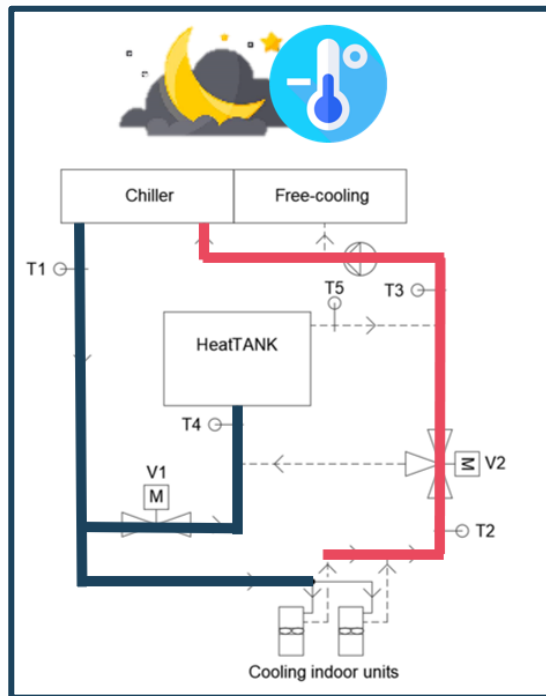 Chiller Free-cooling
T1
T5
T3
HeatTANK
T4
V1
M
M V2
T2
Cooling indoor units